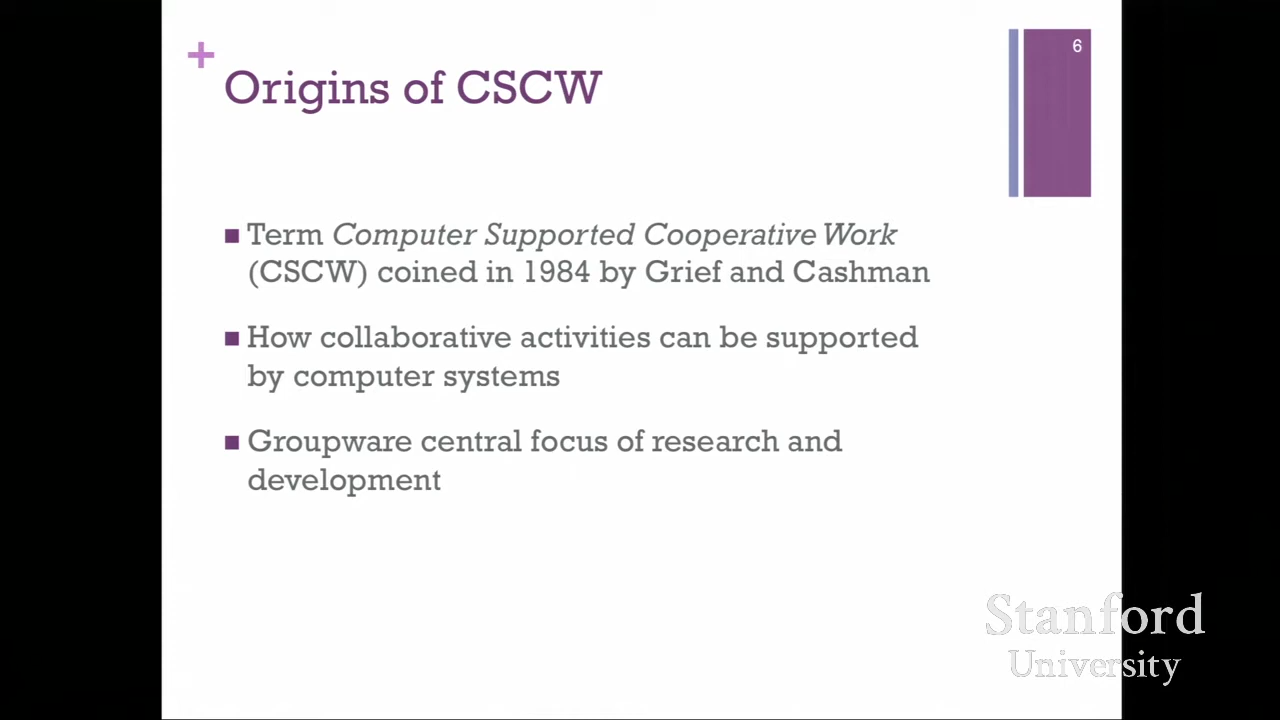 +
6
Origins of CSCW
■ Term Computer Supported Cooperative Work
(CSCW) coined in 1984 by Grief and Cashman
■ How collaborative activities can be supported
by computer systems
■ Groupware central focus of research and
development
Stanford
University